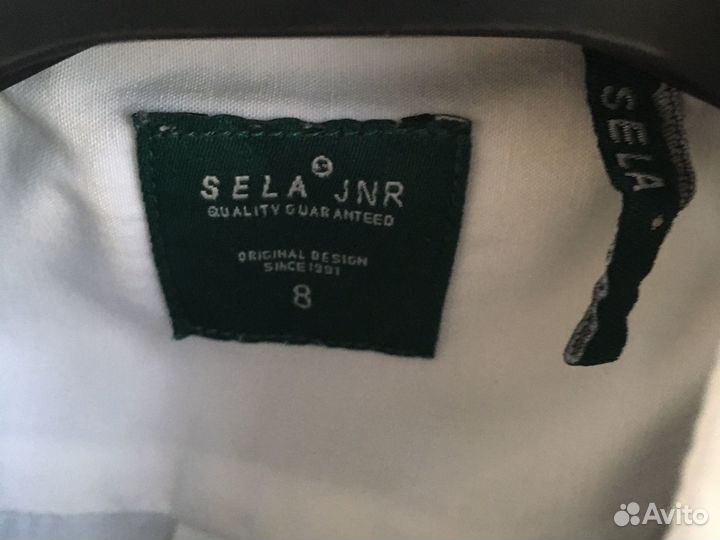 S
SELA JNR
QUALITY GUARANTEED
ORIGINAL DESIGN
SINCE 1991
8
SELA
Avito